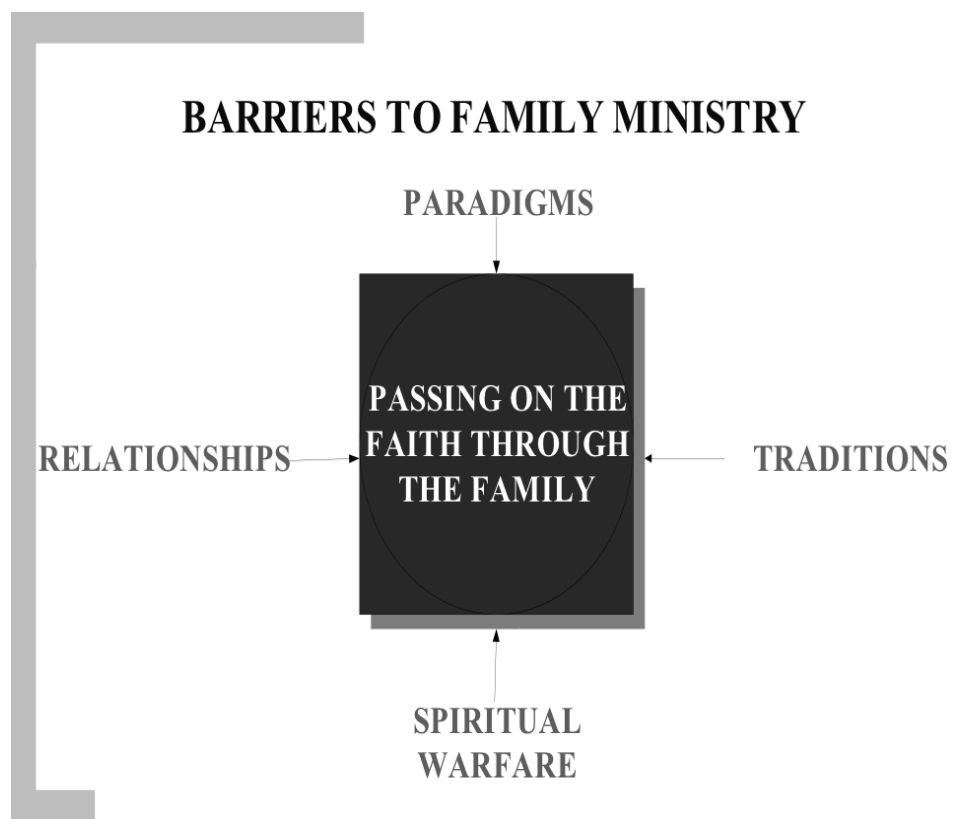 BARRIERS TO FAMILY MINISTRY
PARADIGMS
PASSING ON THE
FAITH THROUGH
THE FAMILY
RELATIONSHIPS
TRADITIONS
SPIRITUAL
WARFARE